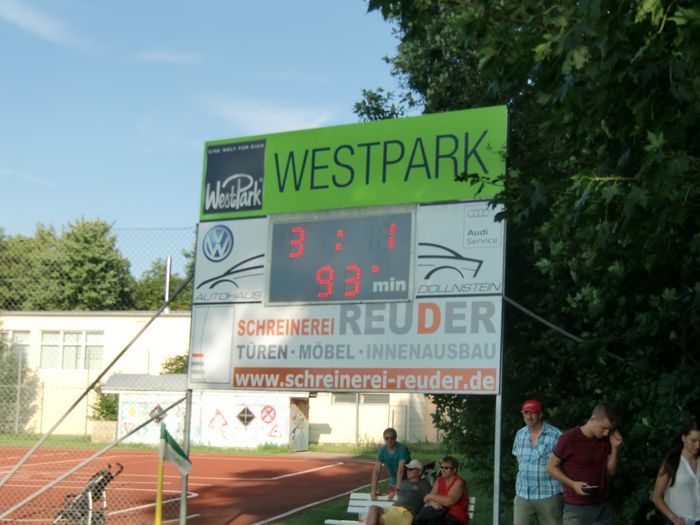 EINE WELT FÜR DICH
WestPark
WESTPARK
3 : 1
93' min
AUTOHAUS
Audi
Service
DOLLNSTEIN
SCHREINEREI REUDER
TÜREN · MÖBEL · INNENAUSBAU
www.schreinerei-reuder.de